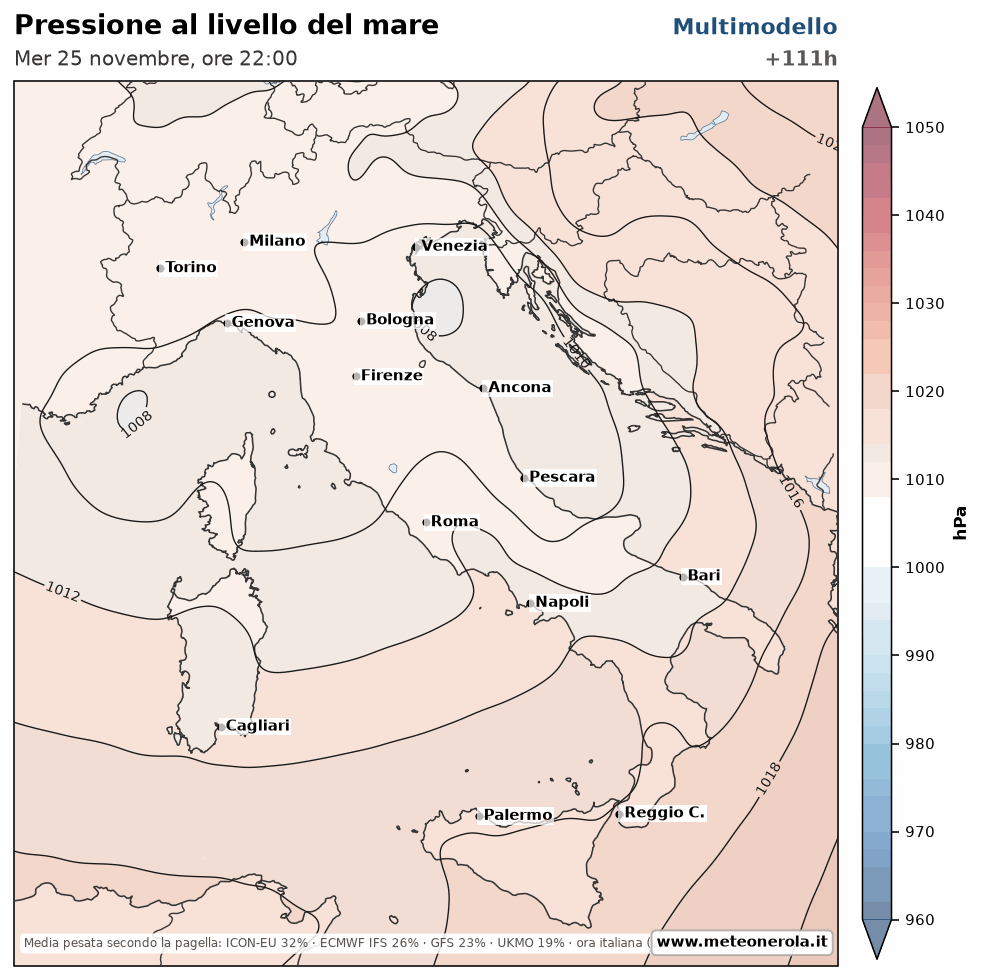 Pressione al livello del mare
Multimodello
Mer 25 novembre, ore 22:00
+111h
1050
1040
1030
1020
1010
1000
990
980
970
960
hPa
Milano
Venezia
Torino
Genova
Bologna
Firenze
Ancona
1010
1008
Pescara
1016
Roma
1012
Bari
Napoli
Cagliari
1018
Palermo
Reggio C.
Media pesata secondo la pagella: ICON-EU 32% · ECMWF IFS 26% · GFS 23% · UKMO 19% · ora italiana (
www.meteonerola.it